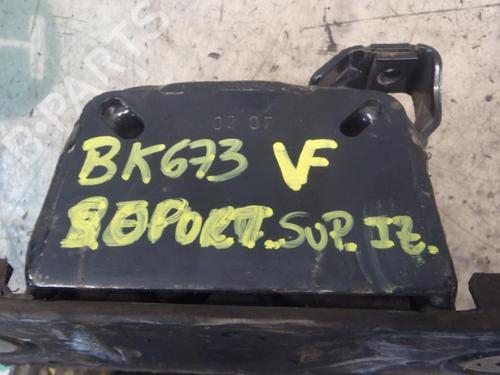 B-PARTS
02 07
BK673 VF
SOPORT. SUP. IZ.